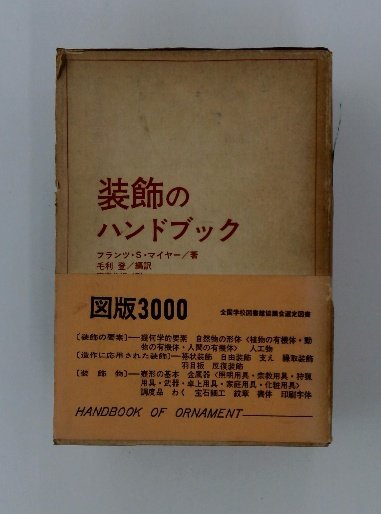 装飾の
ハンドブック
フランツ・S・マイヤー／著
毛利 登／編訳
図版3000
全国学校図書館協議会選定図書
〔装飾の要素〕──幾何学的要素 自然物の形体〈植物の有機体・動
物の有機体・人間の有機体〉 人工物
〔造作に応用された装飾〕─帯状装飾 自由装飾 支え 縁取装飾
羽目板 反復装飾
〔装 飾 物〕──壺形の基本 金属器〈照明用具・宗教用具・狩猟
用具・武器・卓上用具・家庭用具・化粧用具〉
調度品 わく 宝石細工 紋章 書体 印刷字体
HANDBOOK OF ORNAMENT